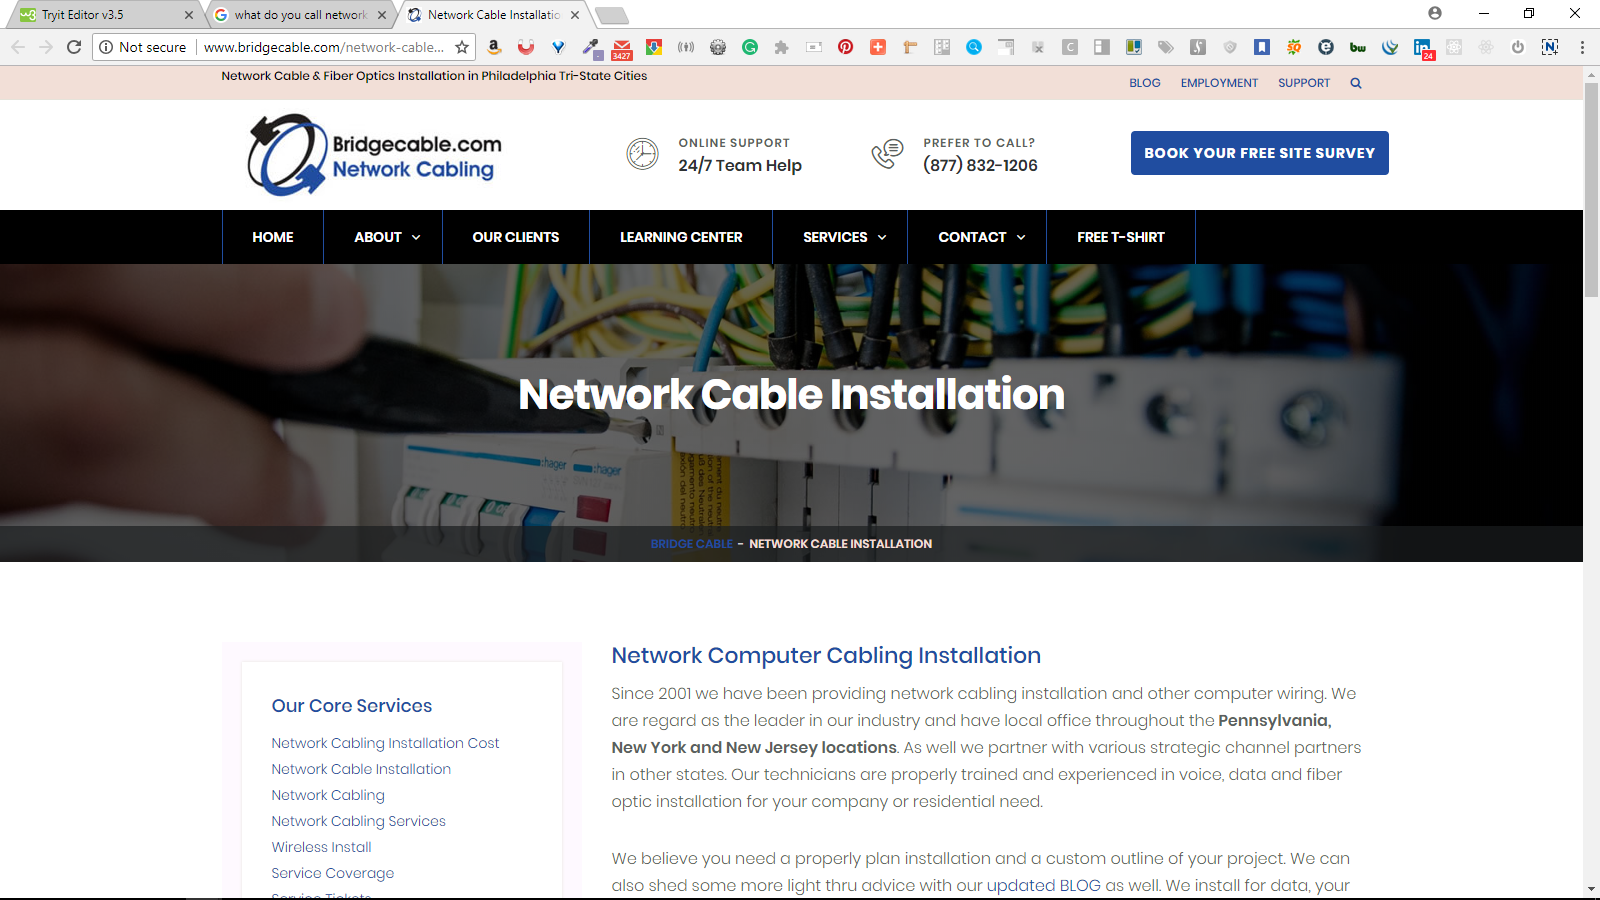 Tryit Editor v3.5
what do you call network
Network Cable Installatio
Not secure
www.bridgecable.com/network-cable...
3427
24
Network Cable & Fiber Optics Installation in Philadelphia Tri-State Cities
BLOG
EMPLOYMENT
SUPPORT
Bridgecable.com
Network Cabling
ONLINE SUPPORT
24/7 Team Help
PREFER TO CALL?
(877) 832-1206
BOOK YOUR FREE SITE SURVEY
HOME
ABOUT
OUR CLIENTS
LEARNING CENTER
SERVICES
CONTACT
FREE T-SHIRT
Network Cable Installation
:hager
:hager
BRIDGE CABLE - NETWORK CABLE INSTALLATION
Our Core Services
Network Cabling Installation Cost
Network Cable Installation
Network Cabling
Network Cabling Services
Wireless Install
Service Coverage
Service Tickets
Network Computer Cabling Installation
Since 2001 we have been providing network cabling installation and other computer wiring. We
are regard as the leader in our industry and have local office throughout the Pennsylvania,
New York and New Jersey locations. As well we partner with various strategic channel partners
in other states. Our technicians are properly trained and experienced in voice, data and fiber
optic installation for your company or residential need.
We believe you need a properly plan installation and a custom outline of your project. We can
also shed some more light thru advice with our updated BLOG as well. We install for data, your